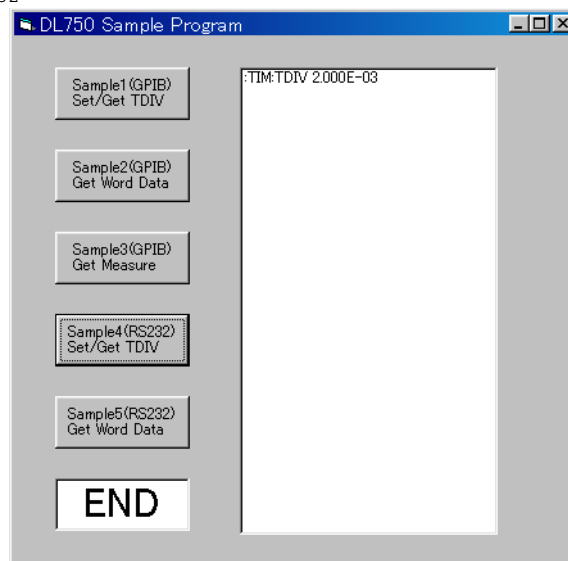 DL750 Sample Program
Sample1(GPIB)
Set/Get TDIV
Sample2(GPIB)
Get Word Data
Sample3(GPIB)
Get Measure
Sample4(RS232)
Set/Get TDIV
Sample5(RS232)
Get Word Data
END
:TIM:TDIV 2.000E-03